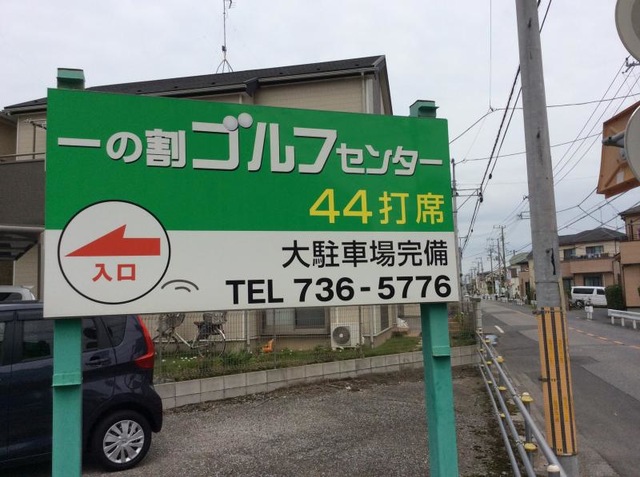 一の割ゴルフセンター
44打席
入口
大駐車場完備
TEL 736-5776